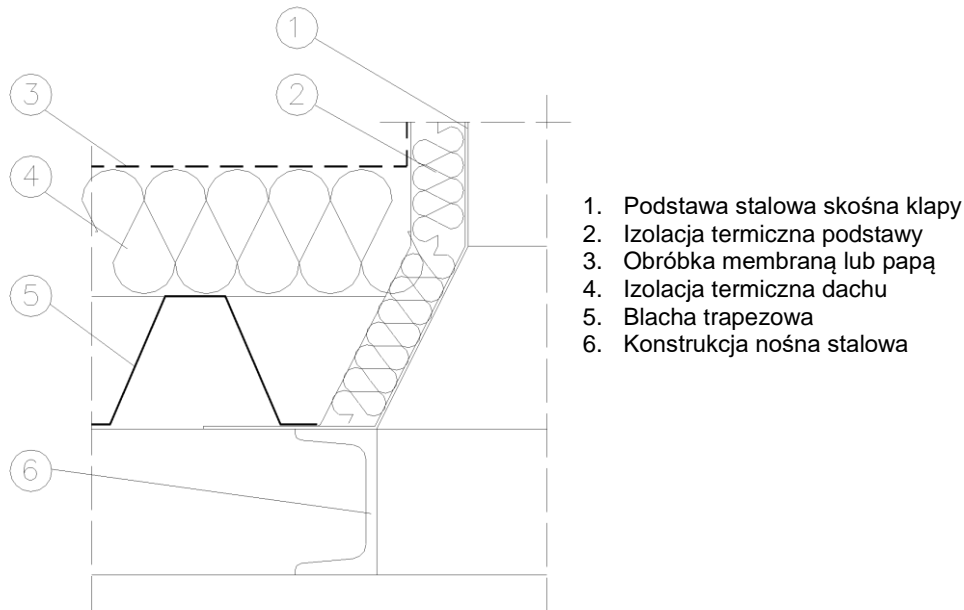 1
2
3
4
5
6
1. Podstawa stalowa skośna klapy
2. Izolacja termiczna podstawy
3. Obróbka membraną lub papą
4. Izolacja termiczna dachu
5. Blacha trapezowa
6. Konstrukcja nośna stalowa